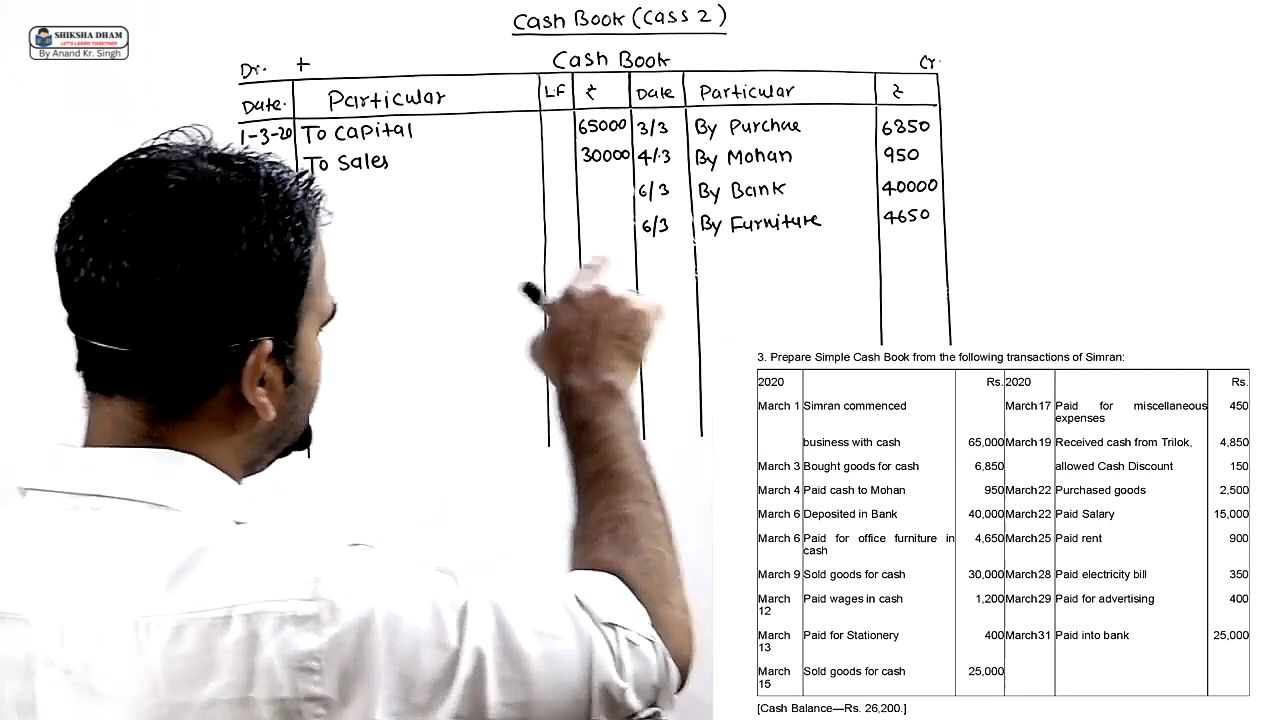 SHIKSHA DHAM
LET'S LEARN TOGETHER
By Anand Kr. Singh
Cash Book (Cass 2)
Cash Book
Dr. +
Cr.
Date. Particular LF ₹ Date Particular ₹
1-3-20 To Capital 65000 3/3 By Purchae 6850
To Sales 30000 4/3 By Mohan 950
6/3 By Bank 40000
6/3 By Furniture 4650
3. Prepare Simple Cash Book from the following transactions of Simran:
2020 Rs. 2020 Rs.
March 1 Simran commenced March 17 Paid for miscellaneous expenses 450
business with cash 65,000 March 19 Received cash from Trilok, 4,850
March 3 Bought goods for cash 6,850 allowed Cash Discount 150
March 4 Paid cash to Mohan 950 March 22 Purchased goods 2,500
March 6 Deposited in Bank 40,000 March 22 Paid Salary 15,000
March 6 Paid for office furniture in cash 4,650 March 25 Paid rent 900
March 9 Sold goods for cash 30,000 March 28 Paid electricity bill 350
March 12 Paid wages in cash 1,200 March 29 Paid for advertising 400
March 13 Paid for Stationery 400 March 31 Paid into bank 25,000
March 15 Sold goods for cash 25,000
[Cash Balance—Rs. 26,200.]